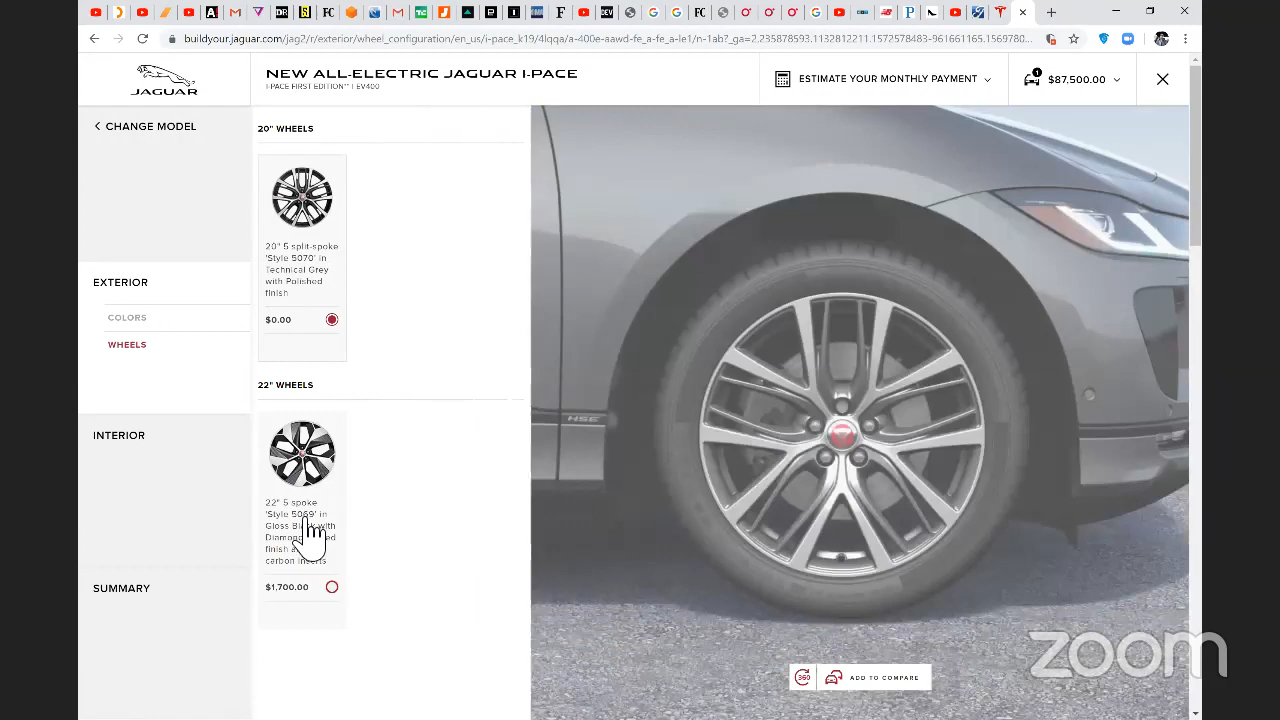 buildyour.jaguar.com/jag2/r/exterior/wheel_configuration/en_us/i-pace_k19/4lqqa/a-400e-aawd-fe_a-fe_a-le1/n-1ab?_ga=2.235878593.1132812211.1572578483-961661165.1569780...
JAGUAR
NEW ALL-ELECTRIC JAGUAR I-PACE
I-PACE FIRST EDITION** | EV400
ESTIMATE YOUR MONTHLY PAYMENT
1
$87,500.00
CHANGE MODEL
EXTERIOR
COLORS
WHEELS
INTERIOR
SUMMARY
20" WHEELS
20" 5 split-spoke
'Style 5070' in
Technical Grey
with Polished
finish
$0.00
22" WHEELS
22" 5 spoke
'Style 5069' in
Gloss with
finish
carbon inserts
$1,700.00
HSE
360
ADD TO COMPARE
zoom